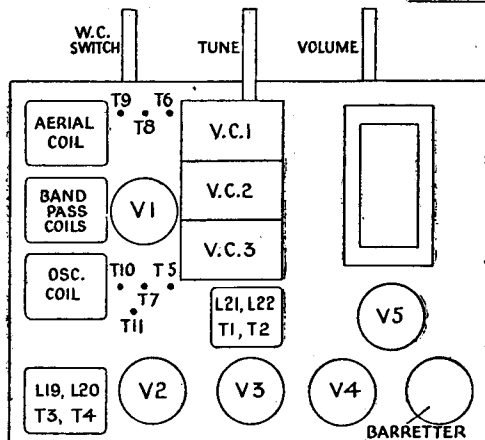 W.C.
SWITCH
TUNE
VOLUME
T9
T8
T6
AERIAL
COIL
V.C.1
BAND
PASS
COILS
V1
V.C.2
V.C.3
OSC.
COIL
T10
T7
T5
T11
L21, L22
T1, T2
V5
L19, L20
T3, T4
V2
V3
V4
BARRETTER